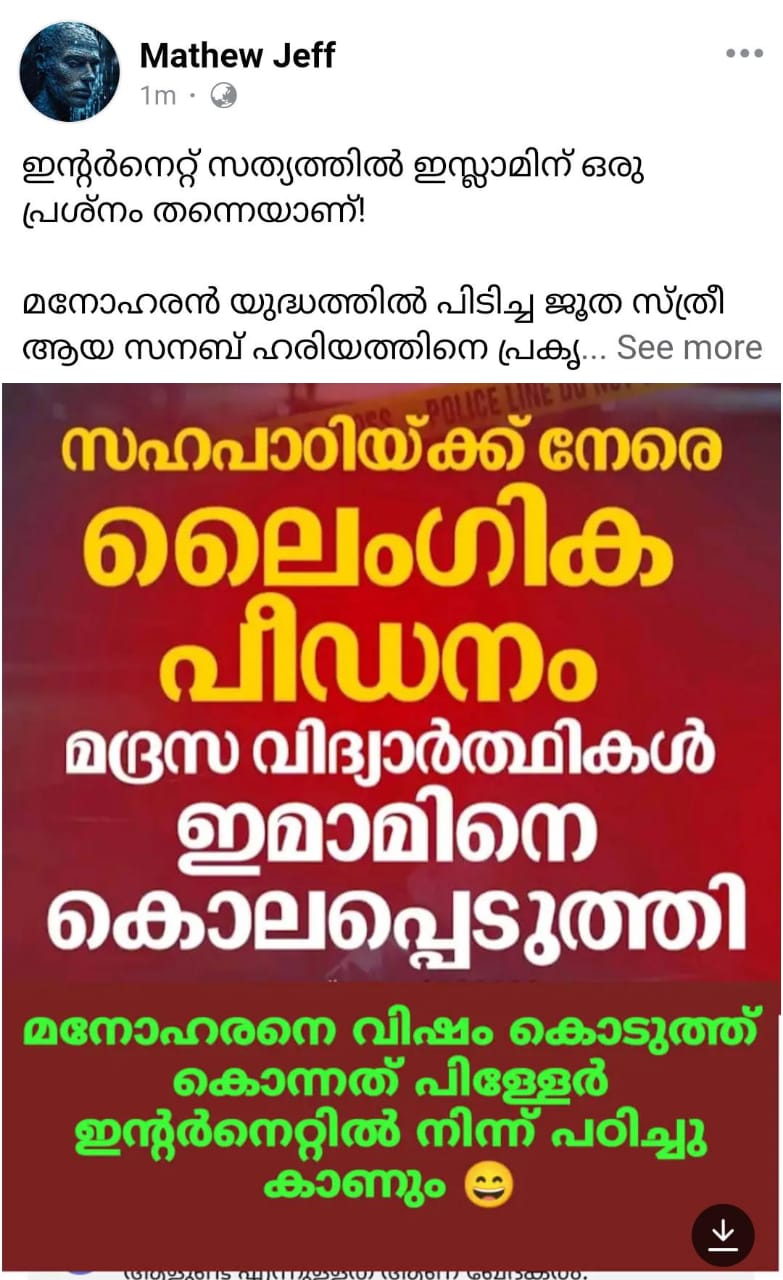 Mathew Jeff
1m
ഇന്റർനെറ്റ് സത്യത്തിൽ ഇസ്ലാമിന് ഒരു
പ്രശ്നം തന്നെയാണ്!
മനോഹരൻ യുദ്ധത്തിൽ പിടിച്ച ജൂത സ്ത്രീ
ആയ സനബ് ഹരിയത്തിനെ പ്രകൃ... See more
POLICE LINE DO NOT
സഹപാഠിയ്ക്ക് നേരെ
ലൈംഗിക
പീഡനം
മദ്രസ വിദ്യാർത്ഥികൾ
ഇമാമിനെ
കൊലപ്പെടുത്തി
മനോഹരനെ വിഷം കൊടുത്ത്
കൊന്നത് പിള്ളേർ
ഇന്റർനെറ്റിൽ നിന്ന് പഠിച്ചു
കാണും 😄